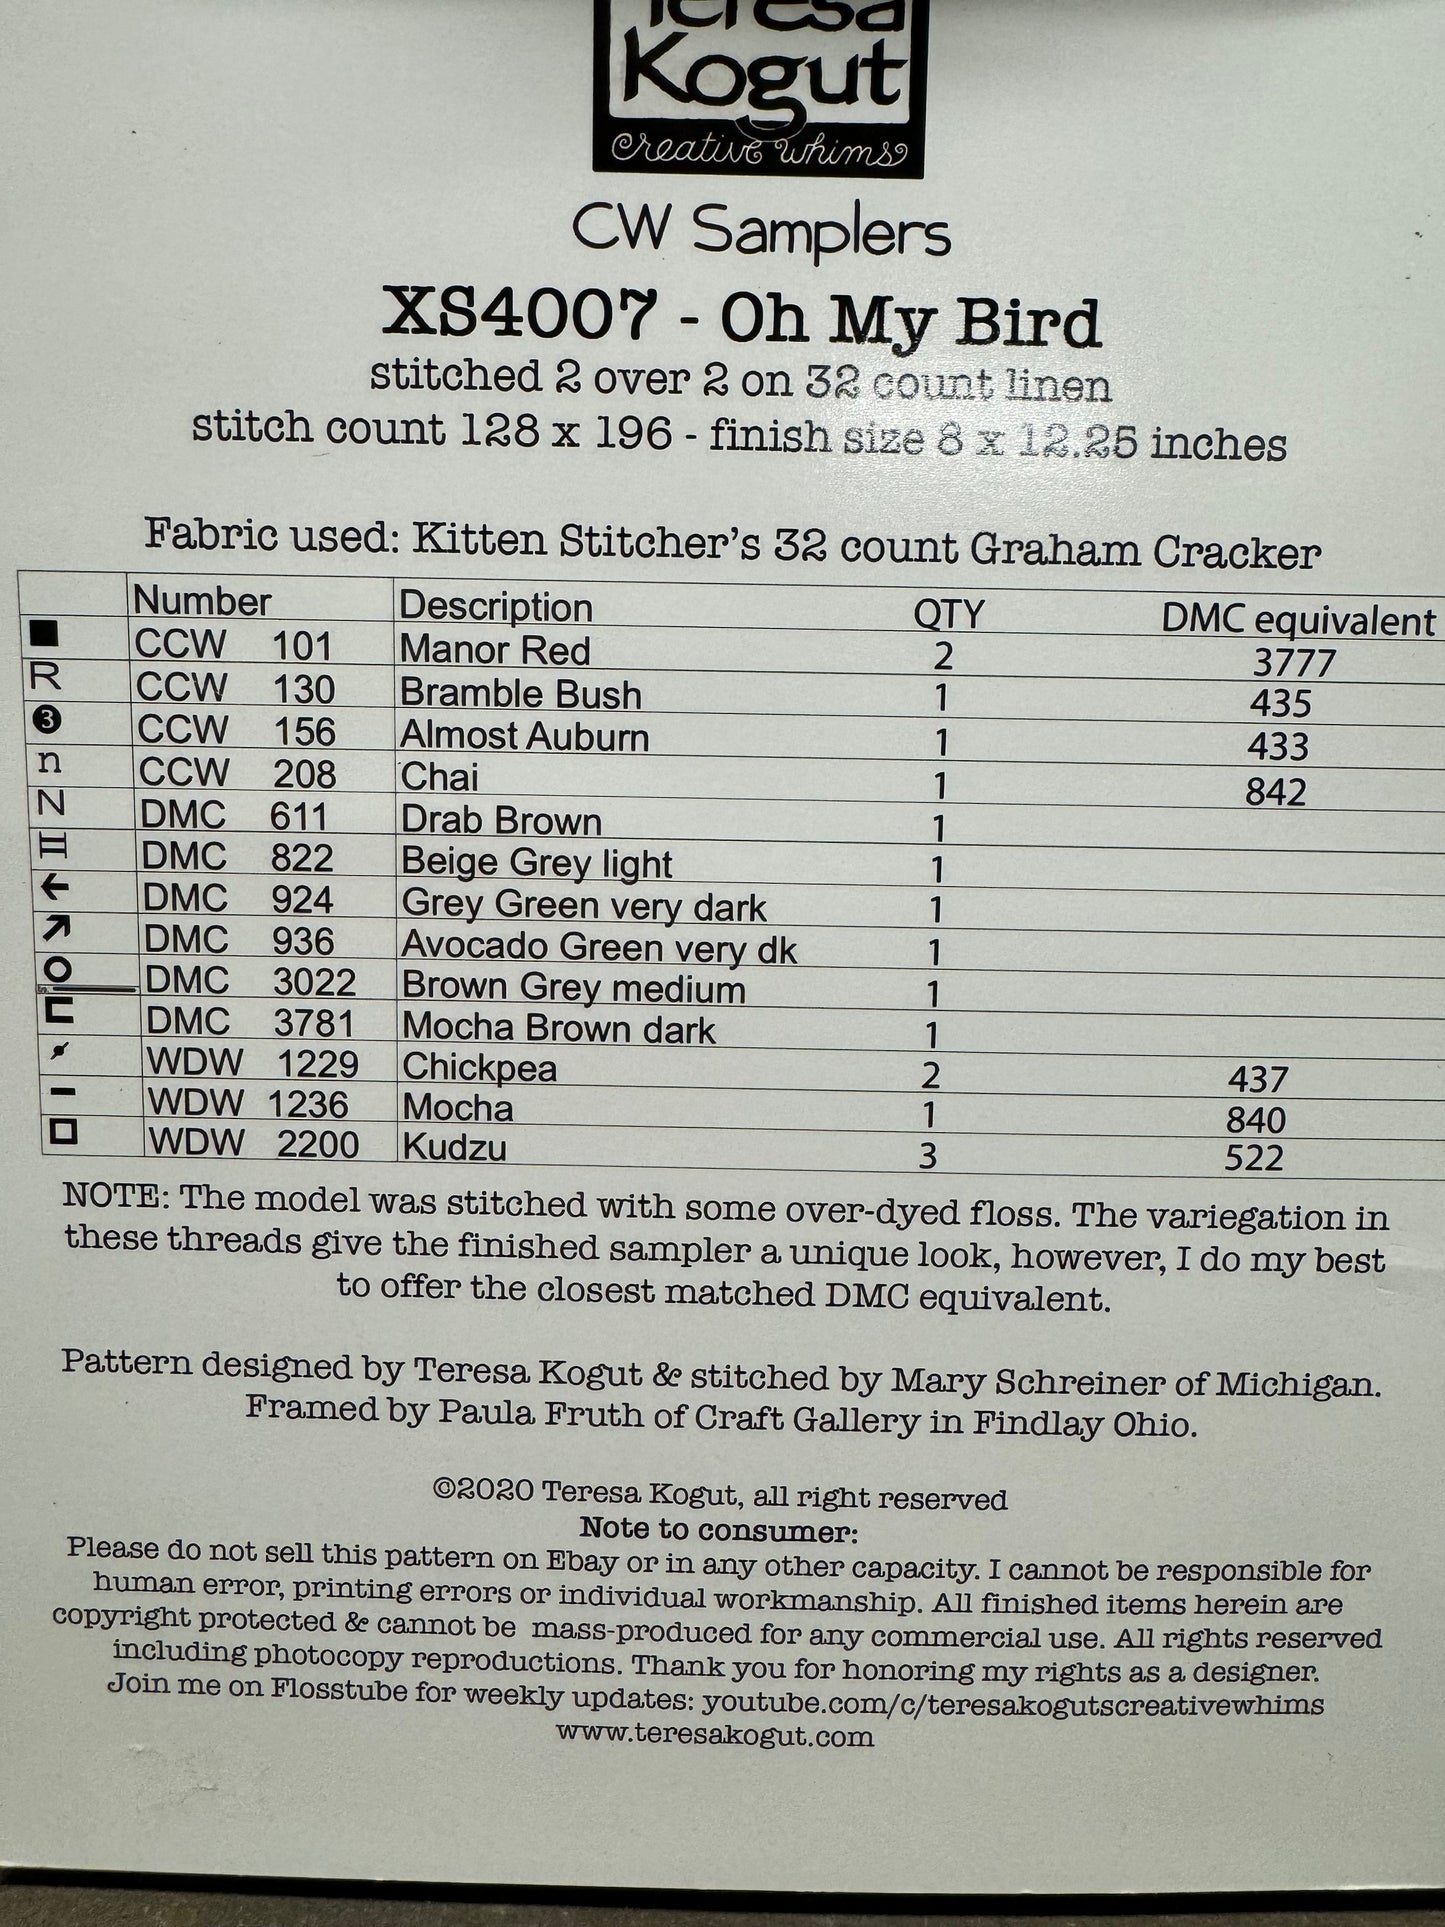 Teresa
Kogut
creative whims
CW Samplers
XS4007 - Oh My Bird
stitched 2 over 2 on 32 count linen
stitch count 128 x 196 - finish size 8 x 12.25 inches
Fabric used: Kitten Stitcher's 32 count Graham Cracker
Number Description QTY DMC equivalent
■ CCW 101 Manor Red 2 3777
R CCW 130 Bramble Bush 1 435
❸ CCW 156 Almost Auburn 1 433
n CCW 208 Chai 1 842
N DMC 611 Drab Brown 1
DMC 822 Beige Grey light 1
← DMC 924 Grey Green very dark 1
↗ DMC 936 Avocado Green very dk 1
O DMC 3022 Brown Grey medium 1
DMC 3781 Mocha Brown dark 1
WDW 1229 Chickpea 2 437
– WDW 1236 Mocha 1 840
□ WDW 2200 Kudzu 3 522
NOTE: The model was stitched with some over-dyed floss. The variegation in
these threads give the finished sampler a unique look, however, I do my best
to offer the closest matched DMC equivalent.
Pattern designed by Teresa Kogut & stitched by Mary Schreiner of Michigan.
Framed by Paula Fruth of Craft Gallery in Findlay Ohio.
©2020 Teresa Kogut, all right reserved
Note to consumer:
Please do not sell this pattern on Ebay or in any other capacity. I cannot be responsible for
human error, printing errors or individual workmanship. All finished items herein are
copyright protected & cannot be mass-produced for any commercial use. All rights reserved
including photocopy reproductions. Thank you for honoring my rights as a designer.
Join me on Flosstube for weekly updates: youtube.com/c/teresakogutscreativewhims
www.teresakogut.com